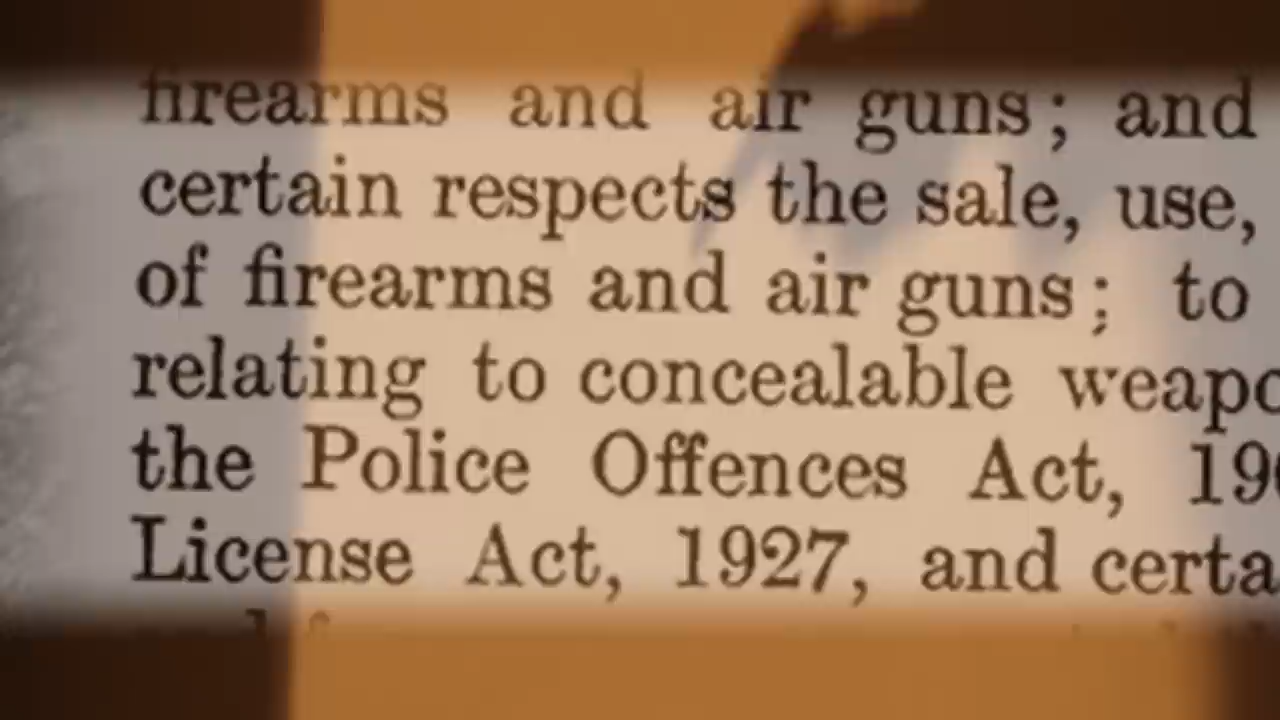 firearms and air guns; and
certain respects the sale, use,
of firearms and air guns; to
relating to concealable
the Police Offences Act,
License Act, 1927, and